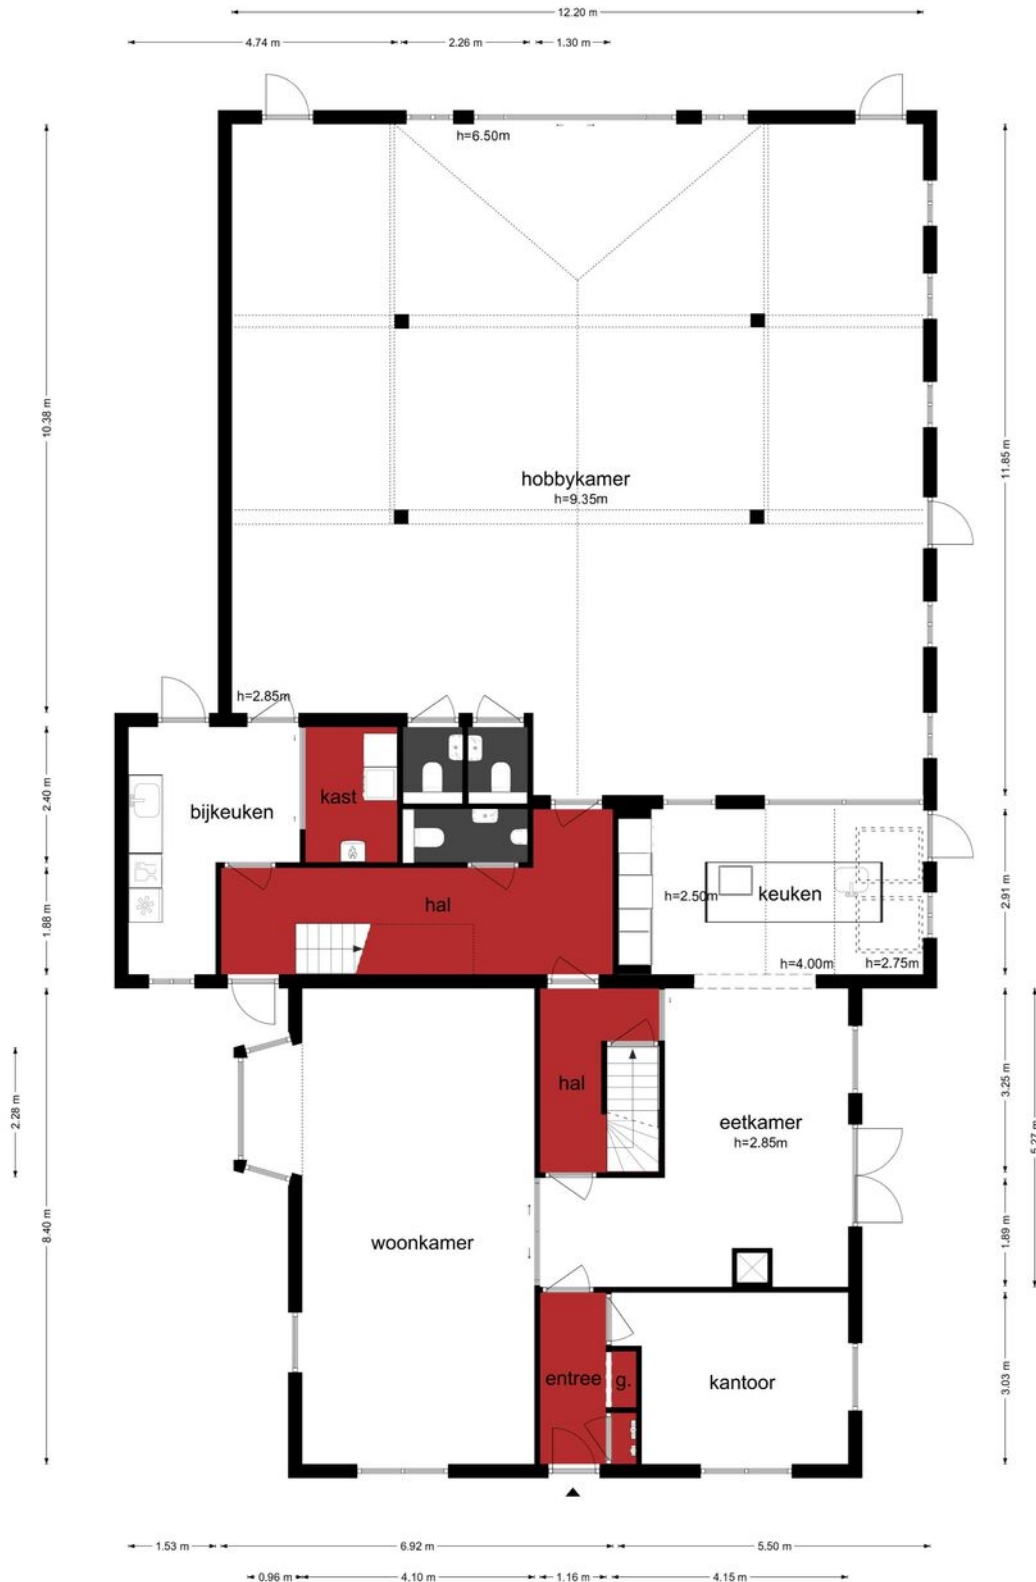 12.20 m
4.74 m
2.26 m
1.30 m
h=6.50m
10.38 m
11.85 m
hobbykamer
h=9.35m
h=2.85m
2.40 m
kast
bijkeuken
1.88 m
hal
h=2.50m
keuken
2.91 m
h=4.00m
h=2.75m
2.28 m
hal
3.25 m
eetkamer
h=2.85m
5.27 m
8.40 m
woonkamer
1.89 m
entree
g.
kantoor
3.03 m
1.53 m
6.92 m
5.50 m
0.96 m
4.10 m
1.16 m
4.15 m